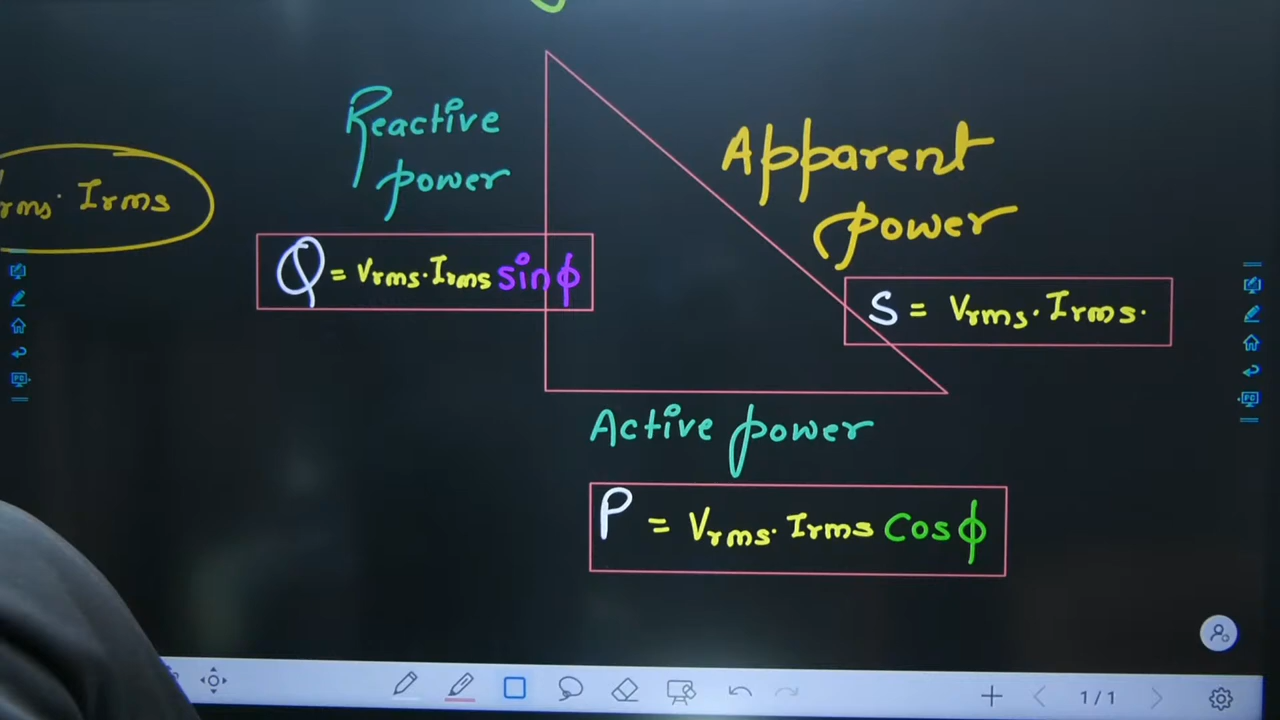 Reactive
power
Apparent
power
rms. Irms
Q = Vrms.Irms sinϕ
S = Vrms.Irms.
Active power
P = Vrms. Irms Cosϕ
1/1